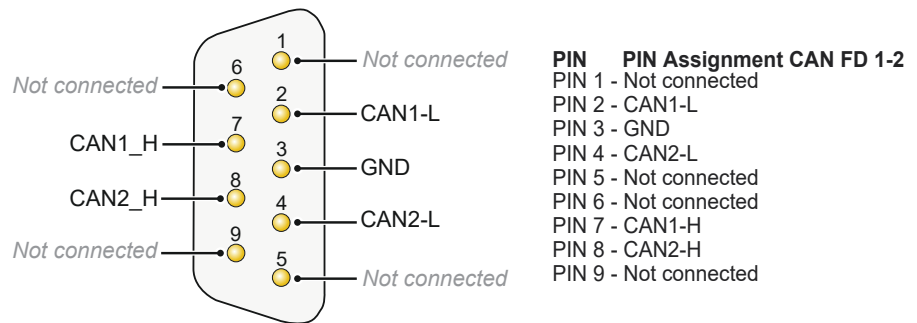 1
Not connected
6
Not connected
2
CAN1-L
7
CAN1_H
3
GND
8
CAN2_H
4
CAN2-L
9
Not connected
5
Not connected
PIN PIN Assignment CAN FD 1-2
PIN 1 - Not connected
PIN 2 - CAN1-L
PIN 3 - GND
PIN 4 - CAN2-L
PIN 5 - Not connected
PIN 6 - Not connected
PIN 7 - CAN1-H
PIN 8 - CAN2-H
PIN 9 - Not connected